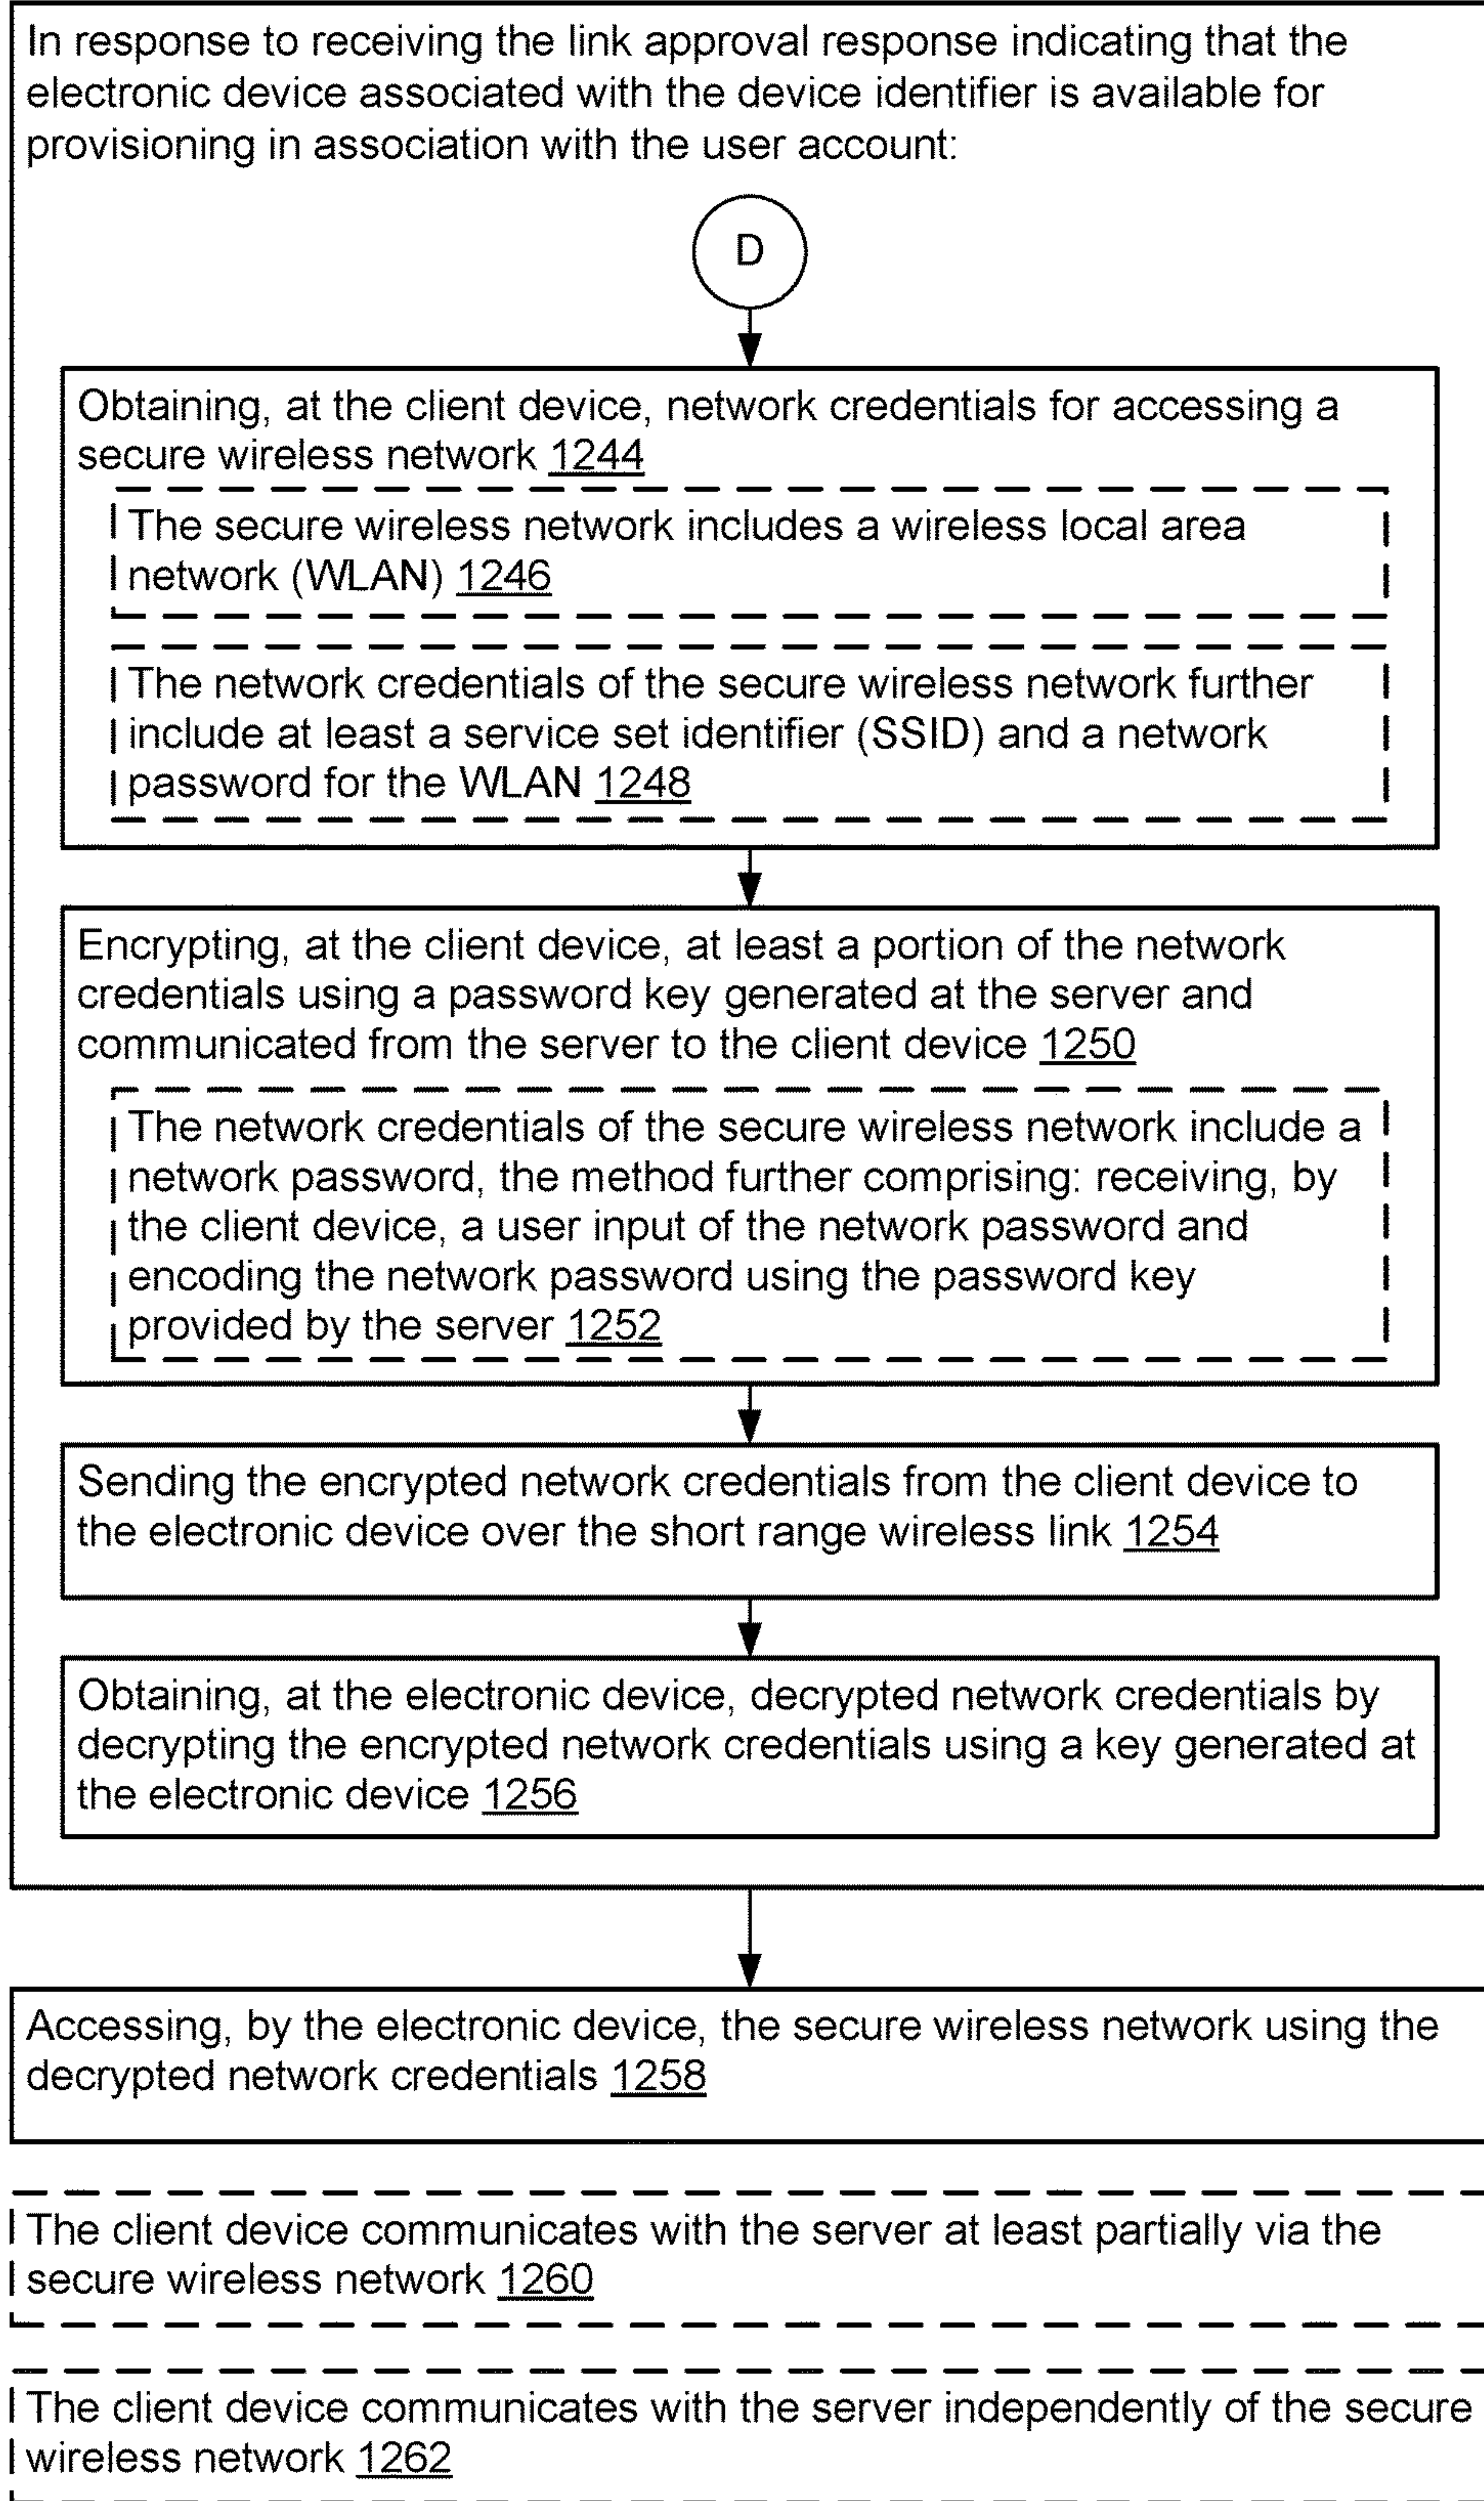 In response to receiving the link approval response indicating that the
electronic device associated with the device identifier is available for
provisioning in association with the user account:
D
Obtaining, at the client device, network credentials for accessing a
secure wireless network 1244
The secure wireless network includes a wireless local area
network (WLAN) 1246
The network credentials of the secure wireless network further
include at least a service set identifier (SSID) and a network
password for the WLAN 1248
Encrypting, at the client device, at least a portion of the network
credentials using a password key generated at the server and
communicated from the server to the client device 1250
The network credentials of the secure wireless network include a
network password, the method further comprising: receiving, by
the client device, a user input of the network password and
encoding the network password using the password key
provided by the server 1252
Sending the encrypted network credentials from the client device to
the electronic device over the short range wireless link 1254
Obtaining, at the electronic device, decrypted network credentials by
decrypting the encrypted network credentials using a key generated at
the electronic device 1256
Accessing, by the electronic device, the secure wireless network using the
decrypted network credentials 1258
The client device communicates with the server at least partially via the
secure wireless network 1260
The client device communicates with the server independently of the secure
wireless network 1262